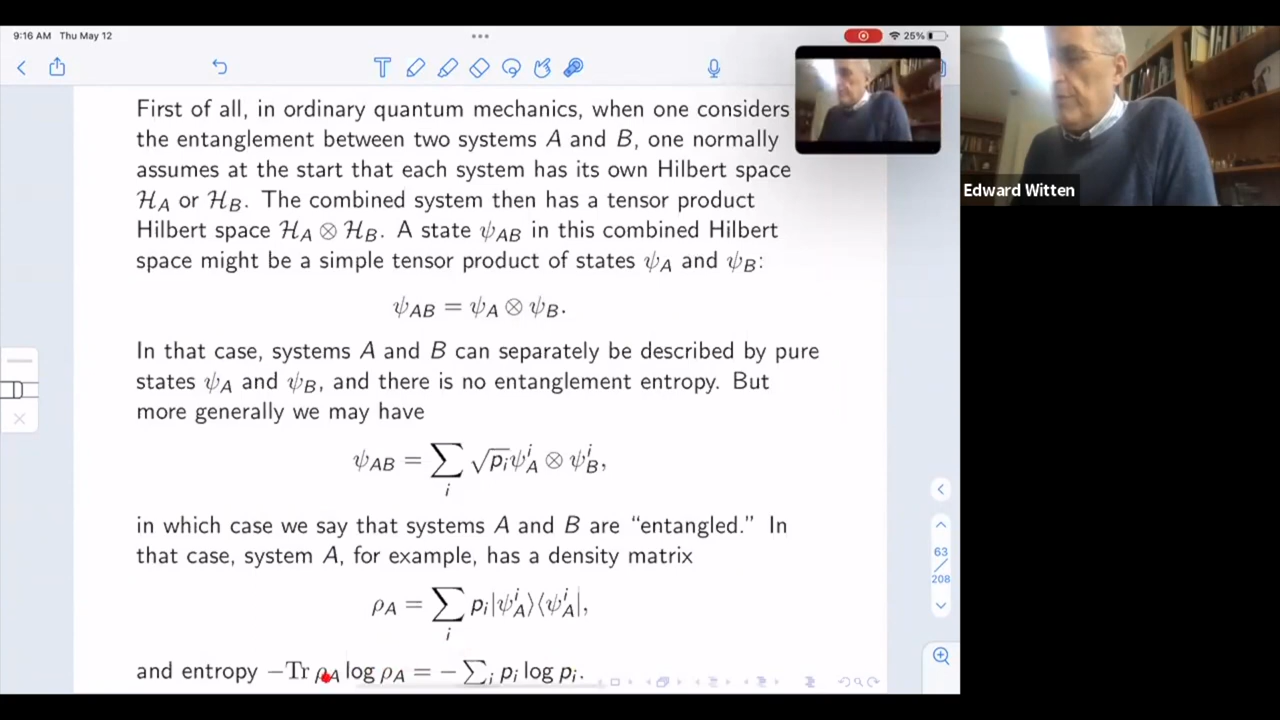 9:16 AM Thu May 12
25%
First of all, in ordinary quantum mechanics, when one considers
the entanglement between two systems A and B, one normally
assumes at the start that each system has its own Hilbert space
ℋ_A or ℋ_B. The combined system then has a tensor product
Hilbert space ℋ_A ⊗ ℋ_B. A state ψ_AB in this combined Hilbert
space might be a simple tensor product of states ψ_A and ψ_B:
ψ_AB = ψ_A ⊗ ψ_B.
In that case, systems A and B can separately be described by pure
states ψ_A and ψ_B, and there is no entanglement entropy. But
more generally we may have
ψ_AB = ∑_i √p_i ψ_A^i ⊗ ψ_B^i,
in which case we say that systems A and B are “entangled.” In
that case, system A, for example, has a density matrix
ρ_A = ∑_i p_i|ψ_A^i⟩⟨ψ_A^i|,
and entropy −Tr ρ_A log ρ_A = − ∑_i p_i log p_i.
63
/
208
Edward Witten